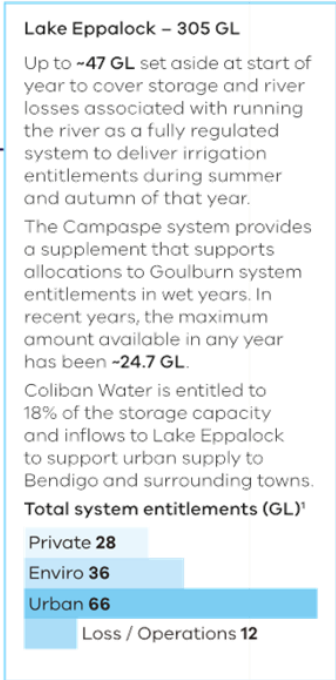 Lake Eppalock – 305 GL
Up to ~47 GL set aside at start of
year to cover storage and river
losses associated with running
the river as a fully regulated
system to deliver irrigation
entitlements during summer
and autumn of that year.
The Campaspe system provides
a supplement that supports
allocations to Goulburn system
entitlements in wet years. In
recent years, the maximum
amount available in any year
has been ~24.7 GL.
Coliban Water is entitled to
18% of the storage capacity
and inflows to Lake Eppalock
to support urban supply to
Bendigo and surrounding towns.
Total system entitlements (GL)¹
Private 28
Enviro 36
Urban 66
Loss / Operations 12